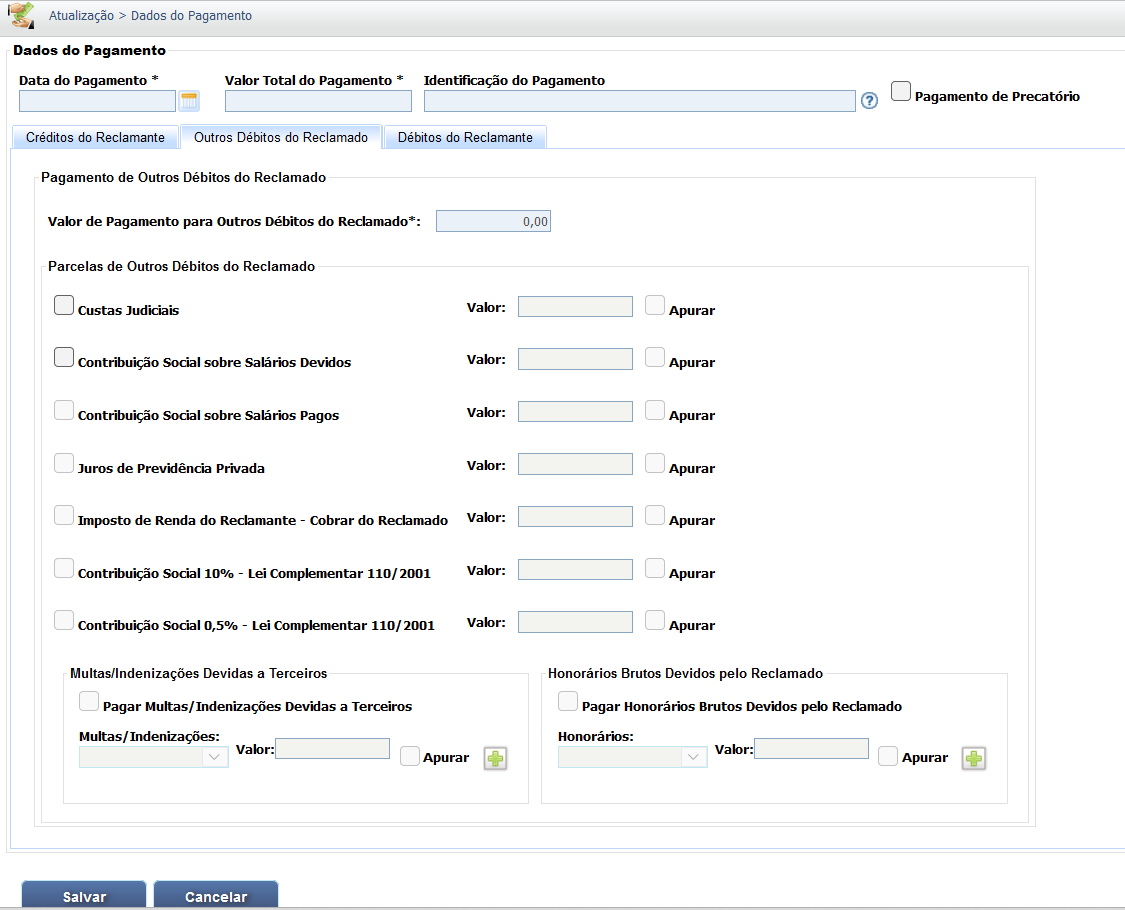 Atualização > Dados do Pagamento
Dados do Pagamento
Data do Pagamento * Valor Total do Pagamento * Identificação do Pagamento
? Pagamento de Precatório
Créditos do Reclamante Outros Débitos do Reclamado Débitos do Reclamante
Pagamento de Outros Débitos do Reclamado
Valor de Pagamento para Outros Débitos do Reclamado*: 0,00
Parcelas de Outros Débitos do Reclamado
Custas Judiciais Valor: Apurar
Contribuição Social sobre Salários Devidos Valor: Apurar
Contribuição Social sobre Salários Pagos Valor: Apurar
Juros de Previdência Privada Valor: Apurar
Imposto de Renda do Reclamante - Cobrar do Reclamado Valor: Apurar
Contribuição Social 10% - Lei Complementar 110/2001 Valor: Apurar
Contribuição Social 0,5% - Lei Complementar 110/2001 Valor: Apurar
Multas/Indenizações Devidas a Terceiros
Pagar Multas/Indenizações Devidas a Terceiros
Multas/Indenizações:
Valor: Apurar
Honorários Brutos Devidos pelo Reclamado
Pagar Honorários Brutos Devidos pelo Reclamado
Honorários:
Valor: Apurar
Salvar Cancelar